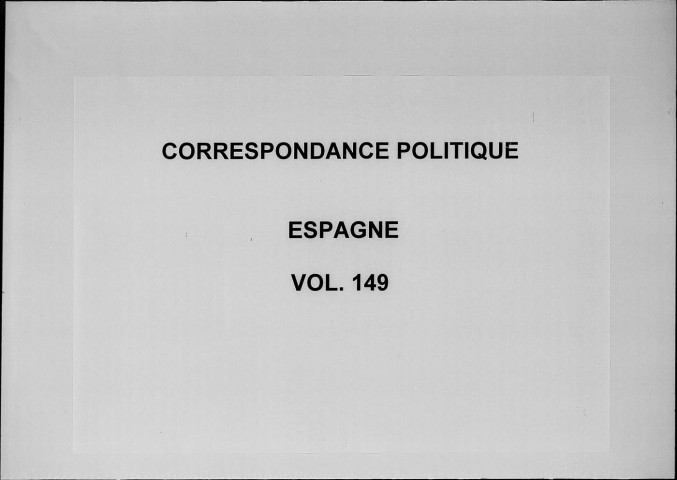 CORRESPONDANCE POLITIQUE
ESPAGNE
VOL. 149